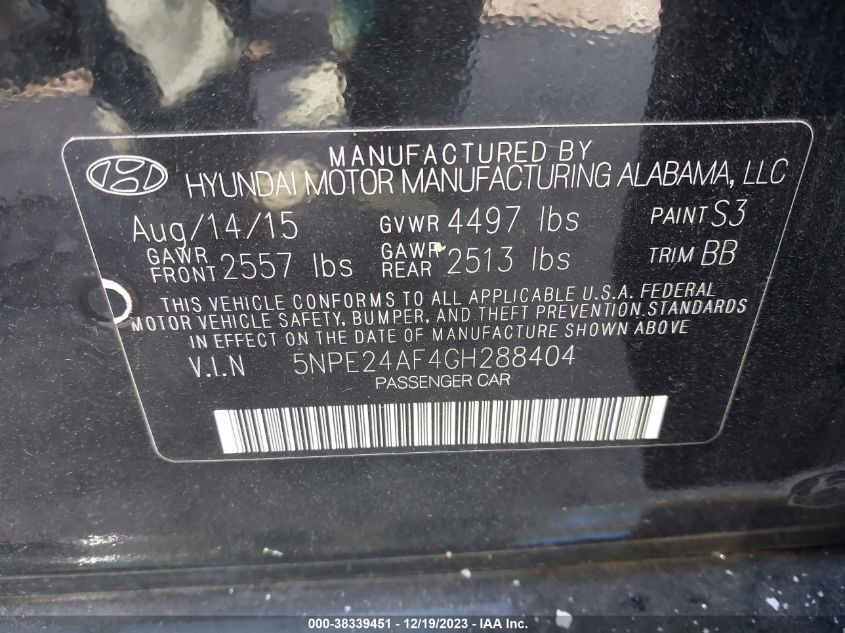 MANUFACTURED BY
HYUNDAI MOTOR MANUFACTURING ALABAMA, LLC
Aug/14/15 GVWR 4497 lbs PAINT S3
GAWR FRONT 2557 lbs GAWR REAR 2513 lbs TRIM BB
THIS VEHICLE CONFORMS TO ALL APPLICABLE U.S.A. FEDERAL
MOTOR VEHICLE SAFETY, BUMPER, AND THEFT PREVENTION STANDARDS
IN EFFECT ON THE DATE OF MANUFACTURE SHOWN ABOVE
V.I.N 5NPE24AF4GH288404
PASSENGER CAR
000-38339451 - 12/19/2023 - IAA Inc.